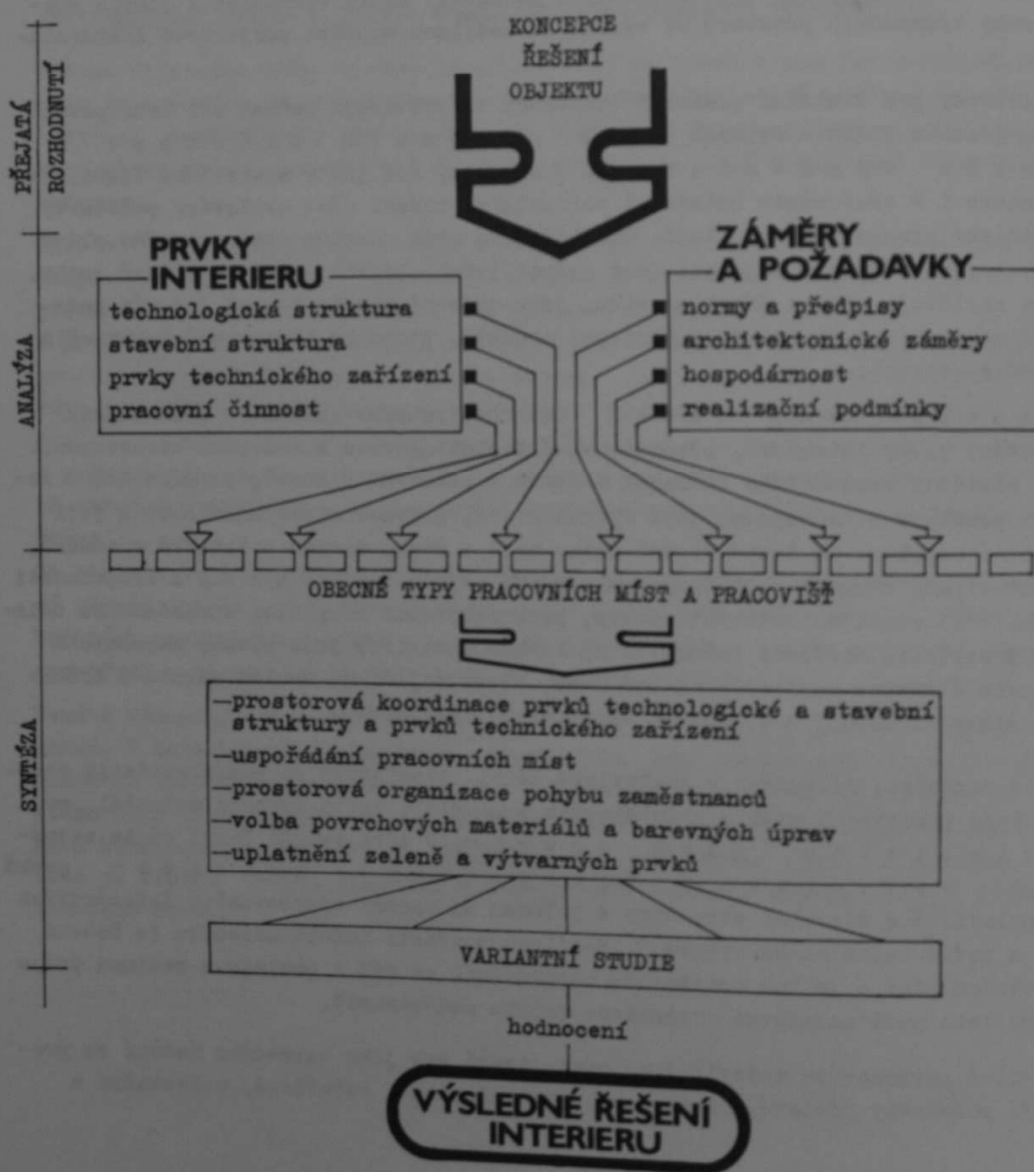 KONCEPCE
ŘEŠENÍ
OBJEKTU
PŘEJATÁ
ROZHODNUTÍ
ANALÝZA
PRVKY
INTERIERU
technologická struktura
stavební struktura
prvky technického zařízení
pracovní činnost
ZÁMĚRY
A POŽADAVKY
normy a předpisy
architektonické záměry
hospodárnost
realizační podmínky
OBECNÉ TYPY PRACOVNÍCH MÍST A PRACOVIŠŤ
SYNTÉZA
—prostorová koordinace prvků technologické a stavební
struktury a prvků technického zařízení
—uspořádání pracovních míst
—prostorová organizace pohybu zaměstnanců
—volba povrchových materiálů a barevných úprav
—uplatnění zeleně a výtvarných prvků
VARIANTNÍ STUDIE
hodnocení
VÝSLEDNÉ ŘEŠENÍ
INTERIERU